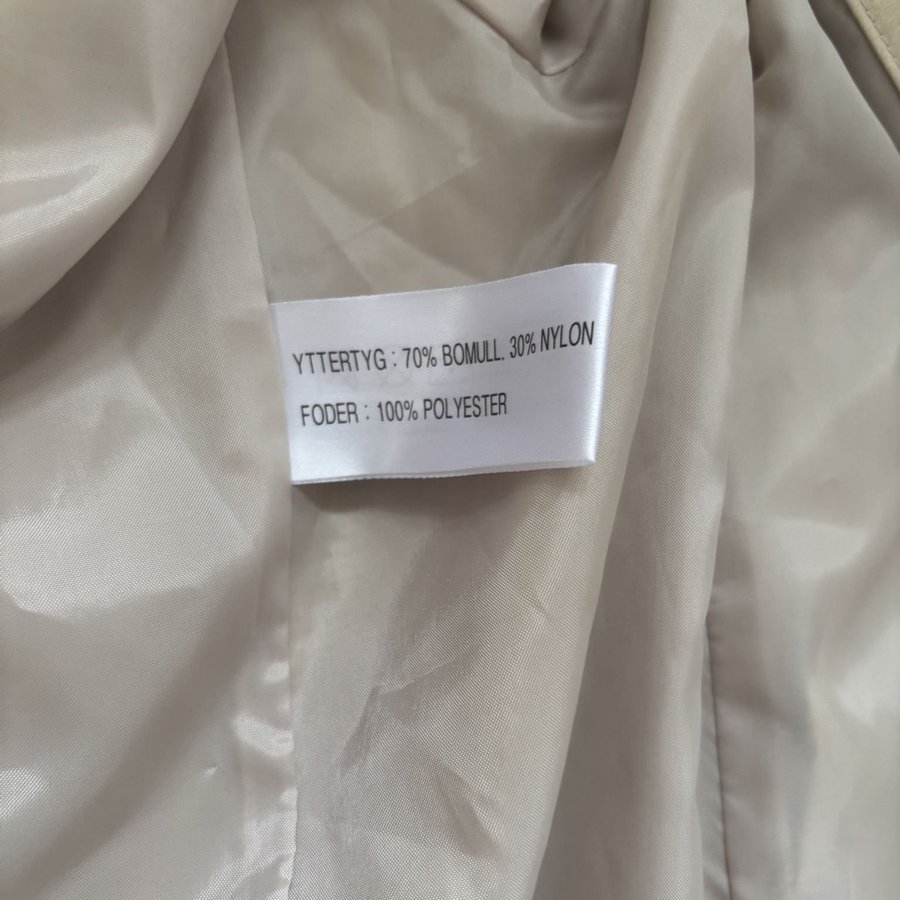 YTTERTYG : 70% BOMULL. 30% NYLON
FODER : 100% POLYESTER